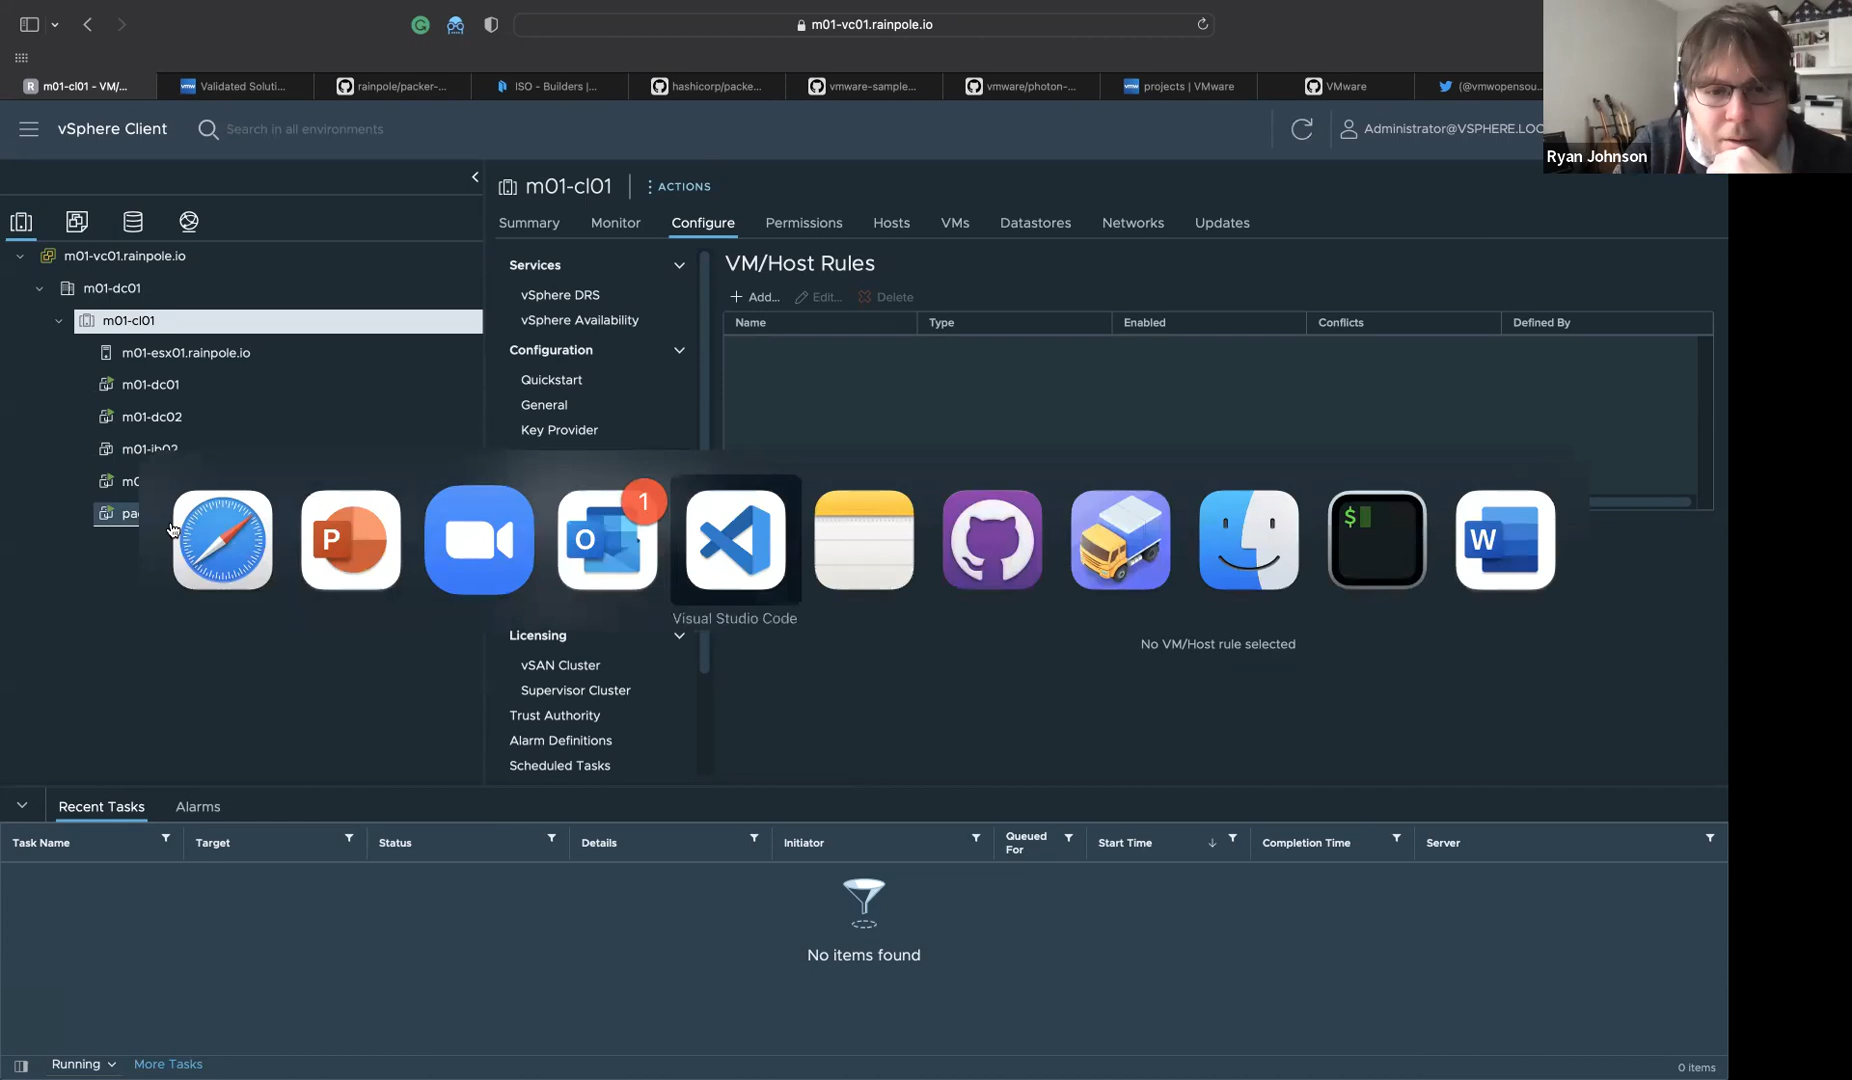 m01-vc01.rainpole.io
R m01-cl01 - VM/...
vmw Validated Soluti...
rainpole/packer-...
ISO - Builders |...
hashicorp/packe...
vmware-sample...
vmware/photon-...
vmw projects | VMware
VMware
(@vmwopensou...
vSphere Client
Search in all environments
Administrator@VSPHERE.LOC
Ryan Johnson
m01-cl01
ACTIONS
Summary
Monitor
Configure
Permissions
Hosts
VMs
Datastores
Networks
Updates
m01-vc01.rainpole.io
m01-dc01
m01-cl01
m01-esx01.rainpole.io
m01-dc01
m01-dc02
m0
pac
Services
vSphere DRS
vSphere Availability
Configuration
Quickstart
General
Key Provider
Licensing
vSAN Cluster
Supervisor Cluster
Trust Authority
Alarm Definitions
Scheduled Tasks
VM/Host Rules
Add...
Edit...
Delete
Name
Type
Enabled
Conflicts
Defined By
P
O
1
$
W
Visual Studio Code
No VM/Host rule selected
Recent Tasks
Alarms
Task Name
Target
Status
Details
Initiator
Queued
For
Start Time
Completion Time
Server
No items found
Running
More Tasks
0 items